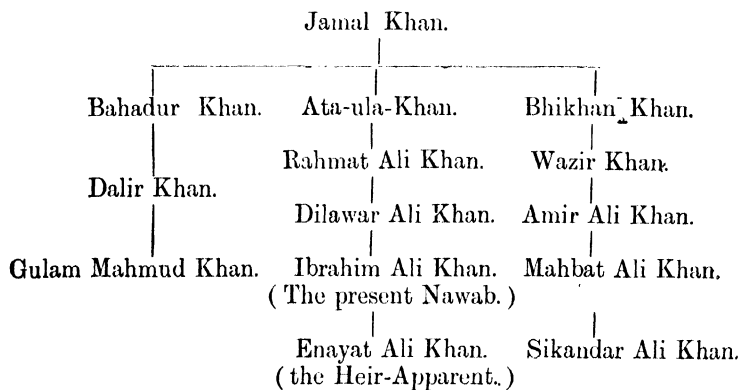 Jamal Khan.
Bahadur Khan. Ata-ula-Khan. Bhikhan Khan.
Rahmat Ali Khan. Wazir Khan.
Dalir Khan.
Dilawar Ali Khan. Amir Ali Khan.
Gulam Mahmud Khan. Ibrahim Ali Khan. Mahbat Ali Khan.
( The present Nawab. )
Enayat Ali Khan. Sikandar Ali Khan.
( the Heir-Apparent. )